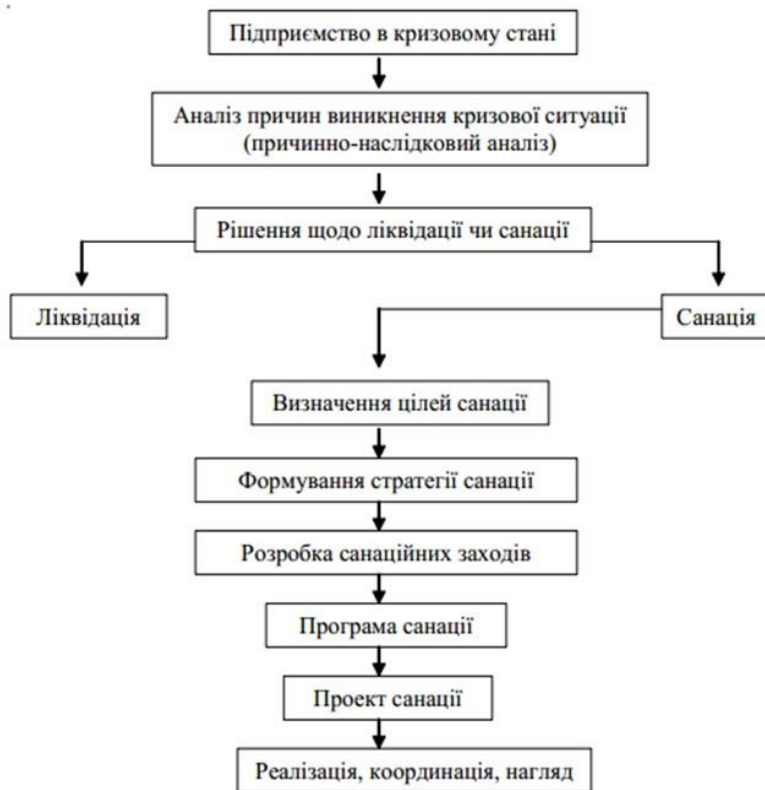 Підприємство в кризовому стані
Аналіз причин виникнення кризової ситуації
(причинно-наслідковий аналіз)
Рішення щодо ліквідації чи санації
Ліквідація
Санація
Визначення цілей санації
Формування стратегії санації
Розробка санаційних заходів
Програма санації
Проект санації
Реалізація, координація, нагляд